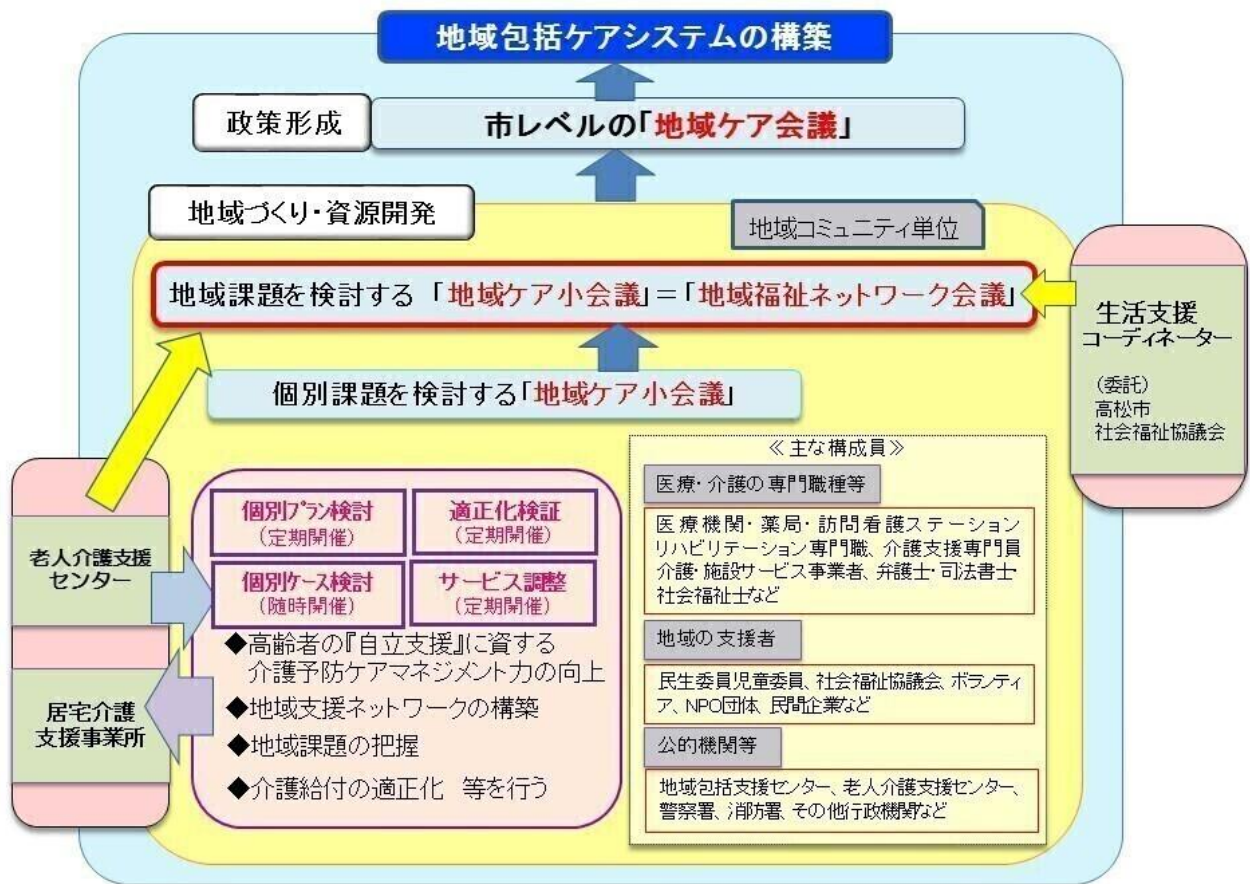 地域包括ケアシステムの構築
政策形成
市レベルの「地域ケア会議」
地域づくり・資源開発
地域コミュニティ単位
地域課題を検討する 「地域ケア小会議」=「地域福祉ネットワーク会議」
個別課題を検討する「地域ケア小会議」
生活支援
コーディネーター
(委託)
高松市
社会福祉協議会
老人介護支援
センター
居宅介護
支援事業所
個別プラン検討
(定期開催)
適正化検証
(定期開催)
個別ケース検討
(随時開催)
サービス調整
(定期開催)
◆高齢者の『自立支援』に資する
介護予防ケアマネジメント力の向上
◆地域支援ネットワークの構築
◆地域課題の把握
◆介護給付の適正化 等を行う
≪主な構成員≫
医療・介護の専門職種等
医療機関・薬局・訪問看護ステーション
リハビリテーション専門職、介護支援専門員
介護・施設サービス事業者、弁護士・司法書士・
社会福祉士など
地域の支援者
民生委員児童委員、社会福祉協議会、ボランティ
ア、NPO団体、民間企業など
公的機関等
地域包括支援センター、老人介護支援センター、
警察署、消防署、その他行政機関など